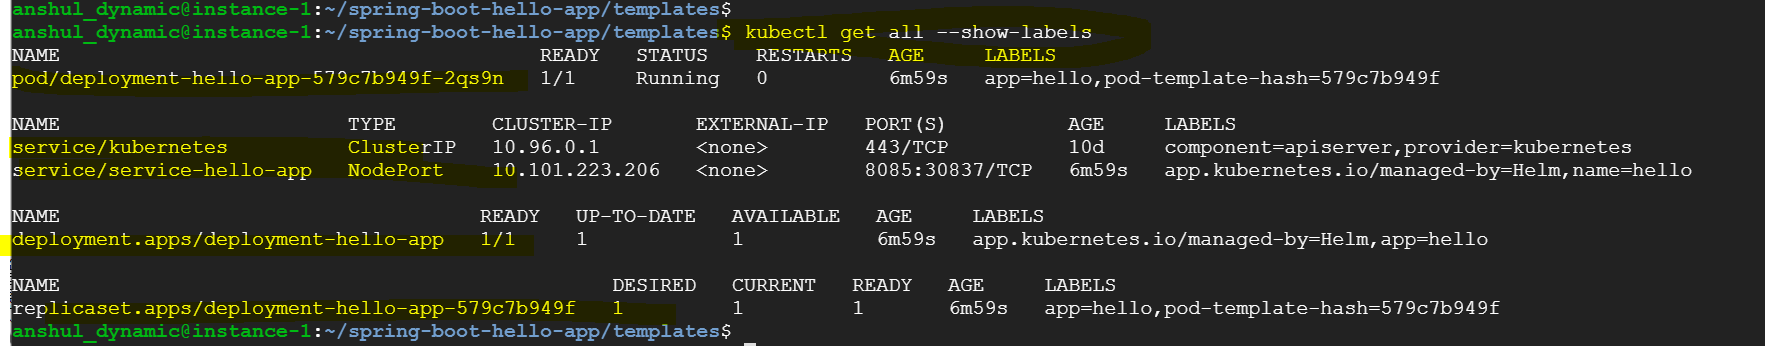 anshul_dynamic@instance-1:~/spring-boot-hello-app/templates$
anshul_dynamic@instance-1:~/spring-boot-hello-app/templates$ kubectl get all --show-labels
NAME READY STATUS RESTARTS AGE LABELS
pod/deployment-hello-app-579c7b949f-2qs9n 1/1 Running 0 6m59s app=hello,pod-template-hash=579c7b949f
NAME TYPE CLUSTER-IP EXTERNAL-IP PORT(S) AGE LABELS
service/kubernetes ClusterIP 10.96.0.1 <none> 443/TCP 10d component=apiserver,provider=kubernetes
service/service-hello-app NodePort 10.101.223.206 <none> 8085:30837/TCP 6m59s app.kubernetes.io/managed-by=Helm,name=hello
NAME READY UP-TO-DATE AVAILABLE AGE LABELS
deployment.apps/deployment-hello-app 1/1 1 1 6m59s app.kubernetes.io/managed-by=Helm,app=hello
NAME DESIRED CURRENT READY AGE LABELS
replicaset.apps/deployment-hello-app-579c7b949f 1 1 1 6m59s app=hello,pod-template-hash=579c7b949f
anshul_dynamic@instance-1:~/spring-boot-hello-app/templates$